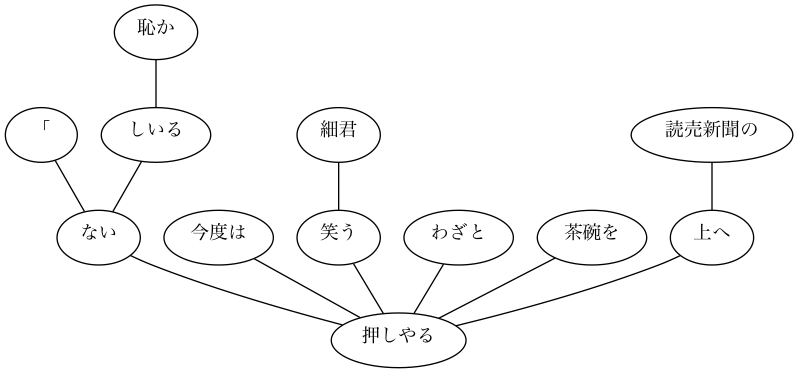 恥か
「
しいる
細君
読売新聞の
ない
今度は
笑う
わざと
茶碗を
上へ
押しやる